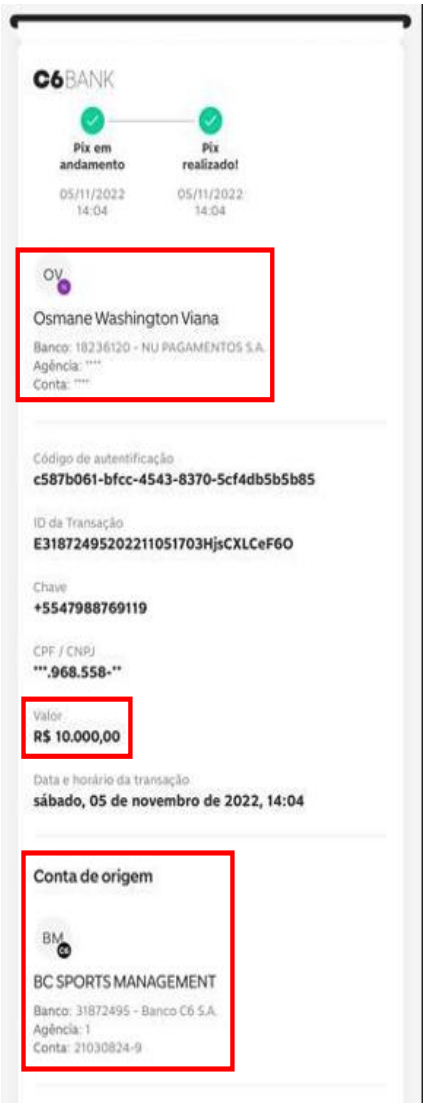 C6BANK
Pix em andamento
Pix realizado!
05/11/2022 14:04
05/11/2022 14:04
OV
Osmane Washington Viana
Banco: 18236120 - NU PAGAMENTOS S.A.
Agência: ****
Conta: ****
Código de autentificação
c587b061-bfcc-4543-8370-5cf4db5b5b85
ID da Transação
E31872495202211051703HjsCXLCeF6O
Chave
+5547988769119
CPF / CNPJ
***.968.558-**
Valor
R$ 10.000,00
Data e horário da transação
sábado, 05 de novembro de 2022, 14:04
Conta de origem
BM
C6
BC SPORTS MANAGEMENT
Banco: 31872495 - Banco C6 S.A.
Agência: 1
Conta: 21030824-9